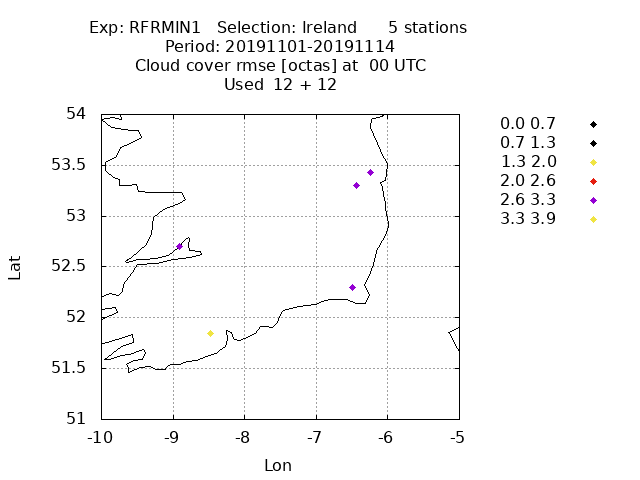 Exp: RFRMIN1   Selection: Ireland      5 stations
Period: 20191101-20191114
Cloud cover rmse [octas] at  00 UTC
Used  12 + 12
54
53.5
53
52.5
52
51.5
51
Lat
-10 -9 -8 -7 -6 -5
Lon
0.0 0.7
0.7 1.3
1.3 2.0
2.0 2.6
2.6 3.3
3.3 3.9